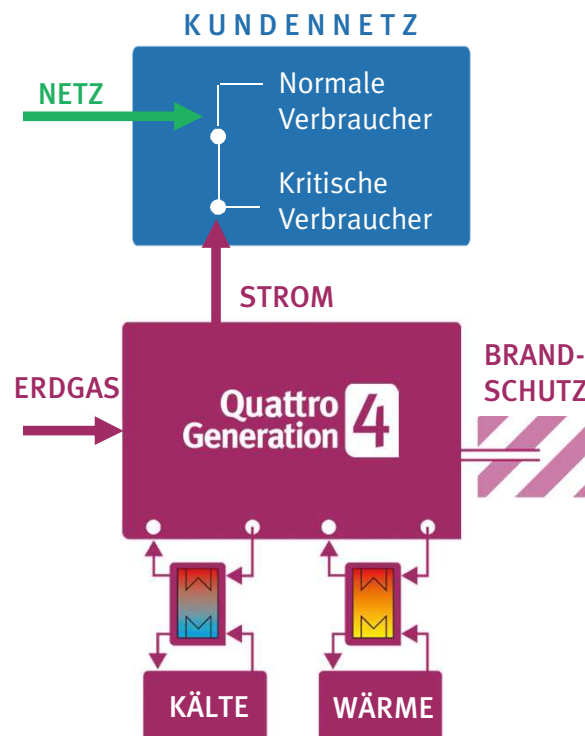 KUNDENNETZ
NETZ
Normale
Verbraucher
Kritische
Verbraucher
STROM
ERDGAS
Quattro
Generation
4
BRAND-
SCHUTZ
KÄLTE
WÄRME